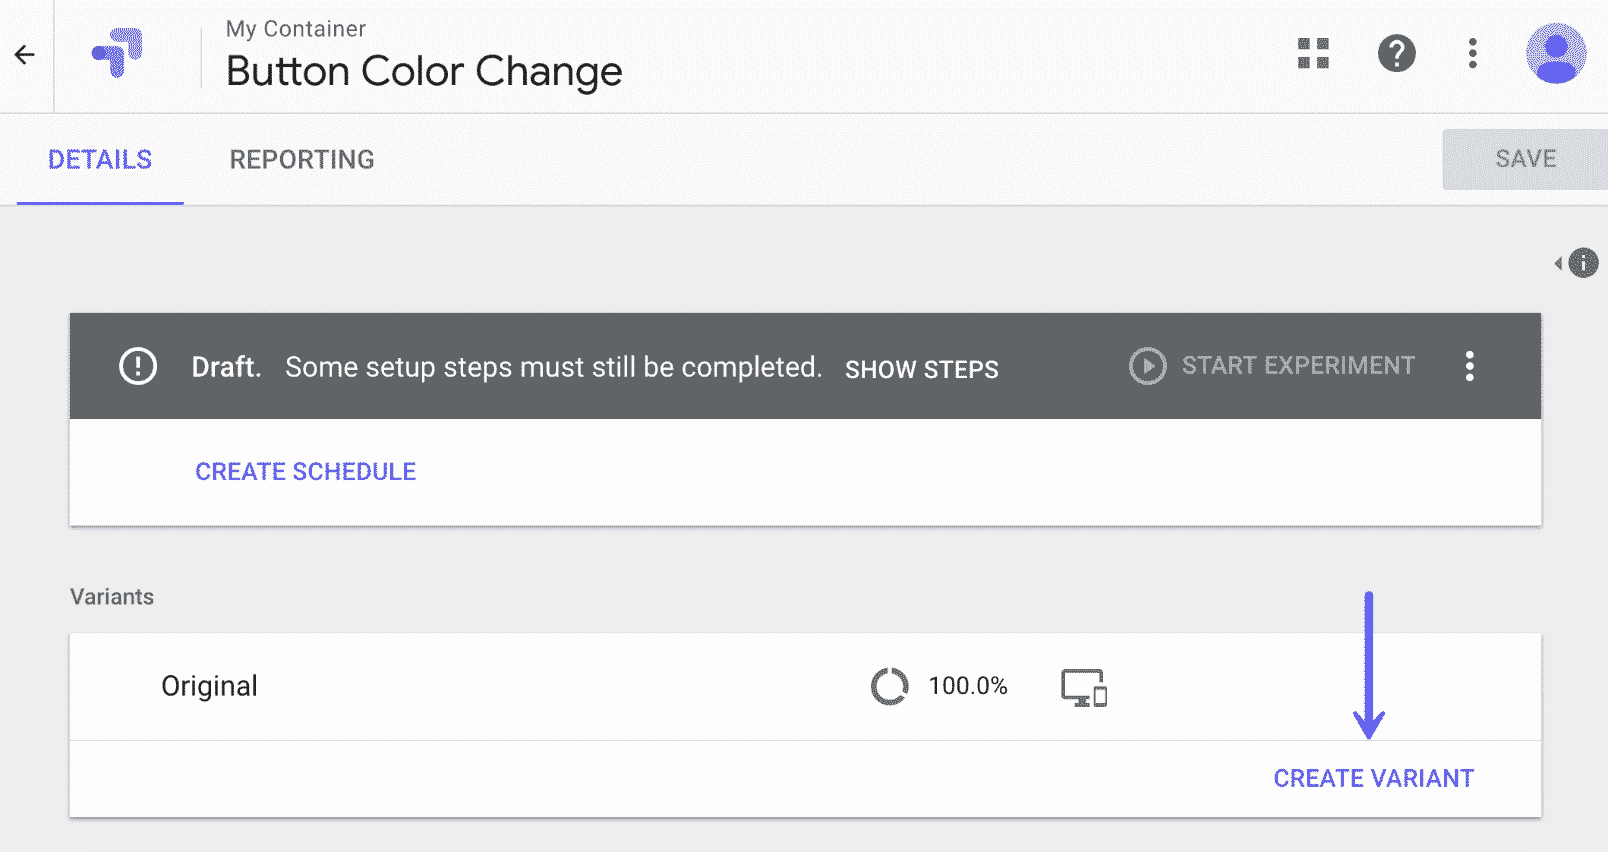 My Container
Button Color Change
DETAILS
REPORTING
SAVE
Draft. Some setup steps must still be completed. SHOW STEPS
START EXPERIMENT
CREATE SCHEDULE
Variants
Original
100.0%
CREATE VARIANT